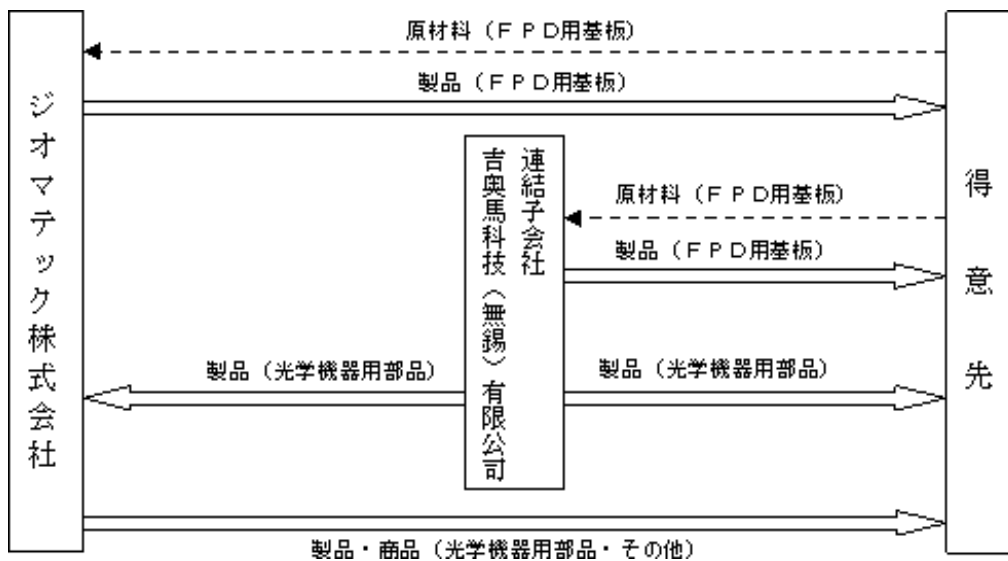 原材料（ＦＰＤ用基板）
製品（ＦＰＤ用基板）
ジオマテック株式会社
連結子会社
吉奥馬科技（無錫）有限公司
得意先
原材料（ＦＰＤ用基板）
製品（ＦＰＤ用基板）
製品（光学機器用部品）
製品（光学機器用部品）
製品・商品（光学機器用部品・その他）